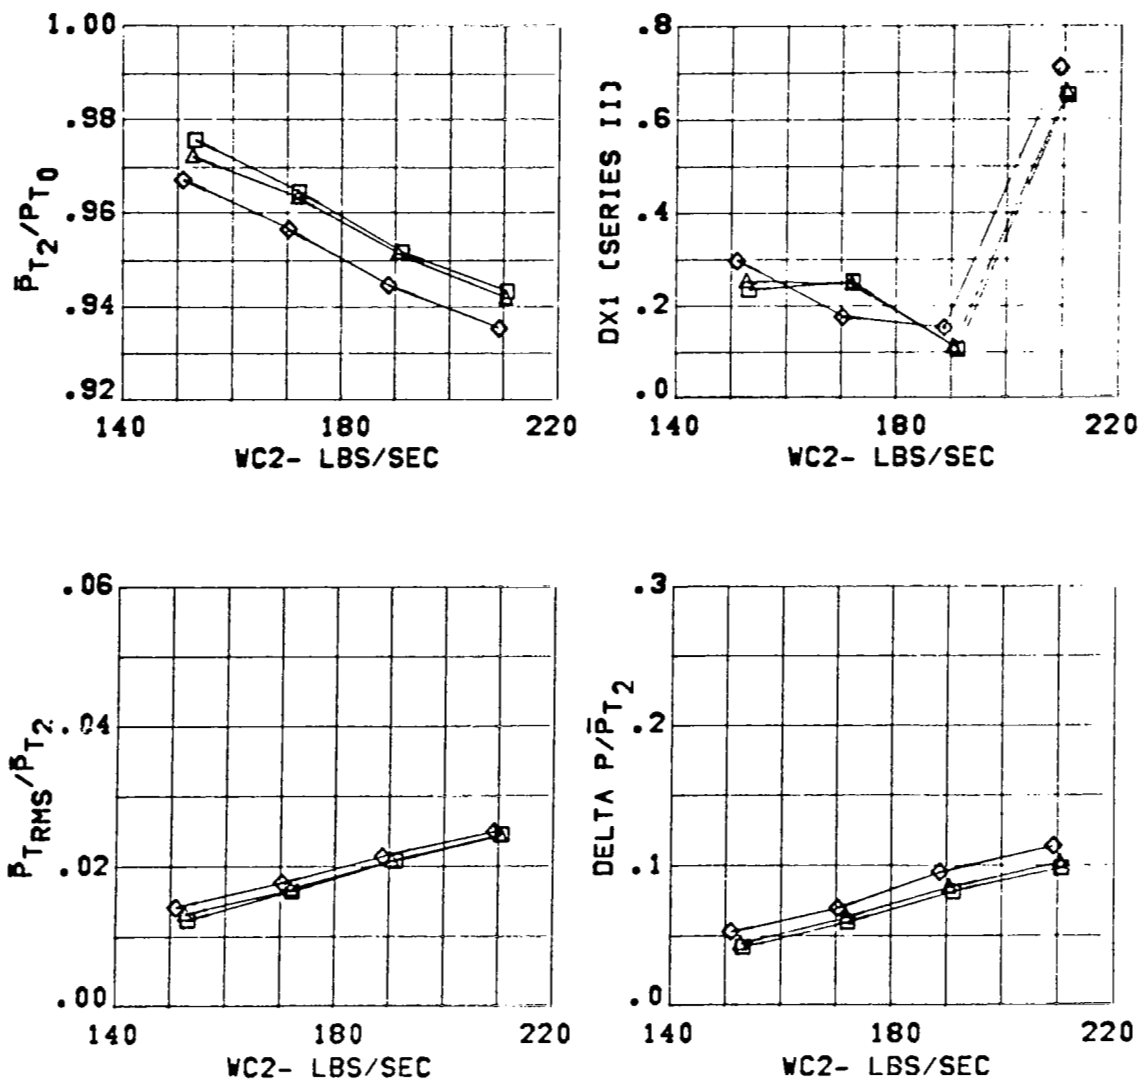 1.00
.98
.96
.94
.92
P̄T2/PT0
140 180 220
WC2- LBS/SEC
.8
.6
.4
.2
.0
DX1 (SERIES II)
140 180 220
WC2- LBS/SEC
.06
.04
.02
.00
P̄TRMS/P̄T2
140 180 220
WC2- LBS/SEC
.3
.2
.1
.0
DELTA P/P̄T2
140 180 220
WC2- LBS/SEC